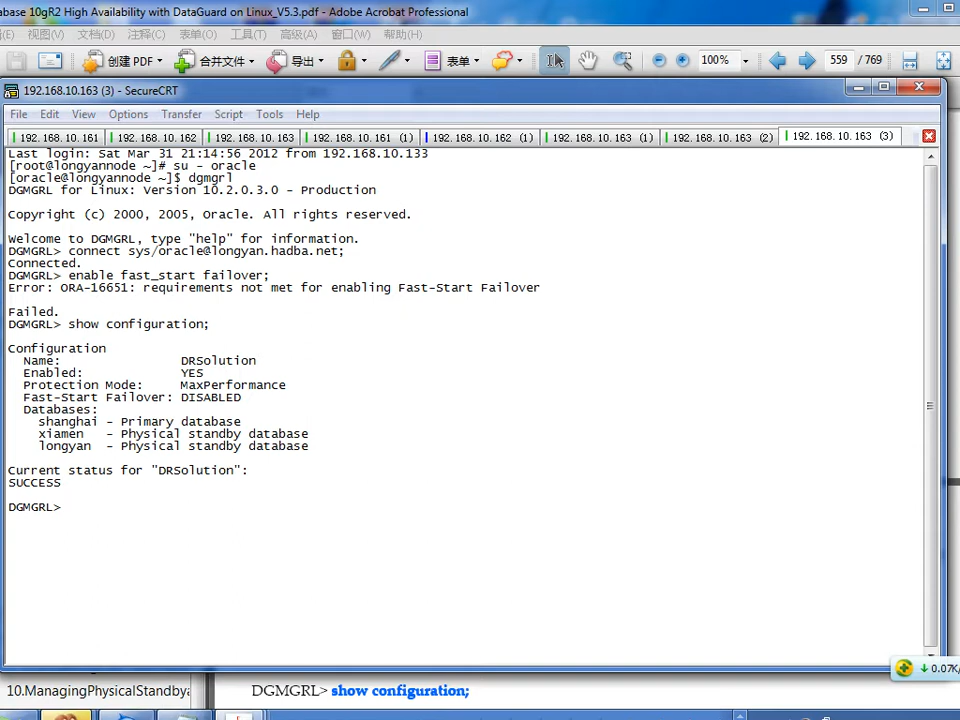 base 10gR2 High Availability with DataGuard on Linux_V5.3.pdf - Adobe Acrobat Professional
(E) 视图(V) 文档(D) 注释(C) 表单(O) 工具(T) 高级(A) 窗口(W) 帮助(H)
创建 PDF 合并文件 导出 表单 100% 559 / 769
192.168.10.163 (3) - SecureCRT
File Edit View Options Transfer Script Tools Help
192.168.10.161 192.168.10.162 192.168.10.163 192.168.10.161 (1) 192.168.10.162 (1) 192.168.10.163 (1) 192.168.10.163 (2) 192.168.10.163 (3)
Last login: Sat Mar 31 21:14:56 2012 from 192.168.10.133
[root@longyannode ~]# su - oracle
[oracle@longyannode ~]$ dgmgrl
DGMGRL for Linux: Version 10.2.0.3.0 - Production
Copyright (c) 2000, 2005, Oracle. All rights reserved.
Welcome to DGMGRL, type "help" for information.
DGMGRL> connect sys/oracle@longyan.hadba.net;
Connected.
DGMGRL> enable fast_start failover;
Error: ORA-16651: requirements not met for enabling Fast-Start Failover
Failed.
DGMGRL> show configuration;
Configuration
Name: DRSolution
Enabled: YES
Protection Mode: MaxPerformance
Fast-Start Failover: DISABLED
Databases:
shanghai - Primary database
xiamen - Physical standby database
longyan - Physical standby database
Current status for "DRSolution":
SUCCESS
DGMGRL>
0.07K/
10.ManagingPhysicalStandby
DGMGRL> show configuration;